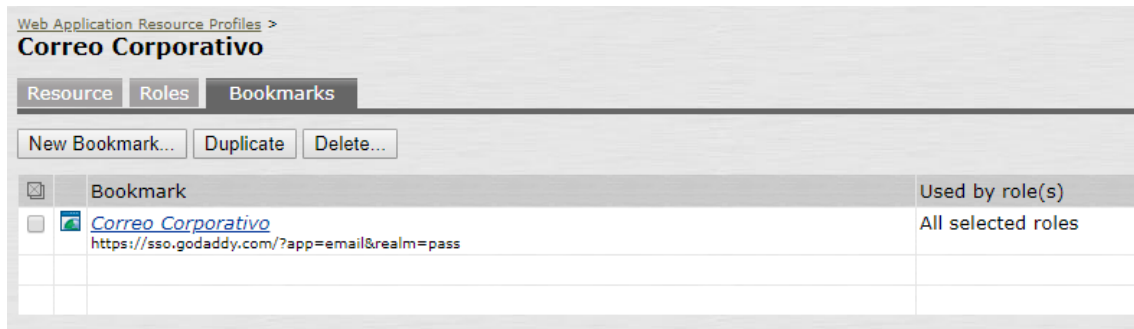 Web Application Resource Profiles >
Correo Corporativo
Resource Roles Bookmarks
New Bookmark... Duplicate Delete...
Bookmark Used by role(s)
Correo Corporativo All selected roles
https://sso.godaddy.com/?app=email&realm=pass